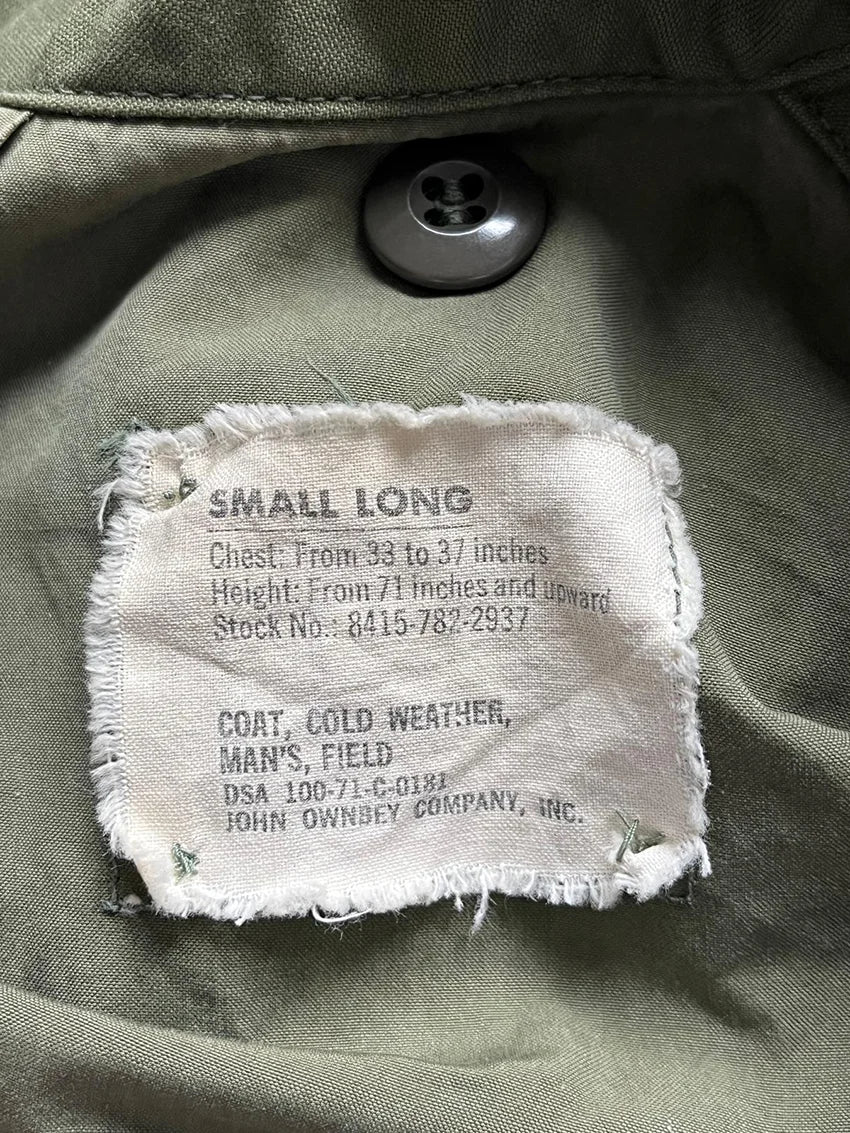 SMALL LONG
Chest: From 33 to 37 inches
Height: From 71 inches and upward
Stock No.: 8415-782-2937
COAT, COLD WEATHER,
MAN'S, FIELD
DSA 100-71-C-0181
JOHN OWNBEY COMPANY, INC.